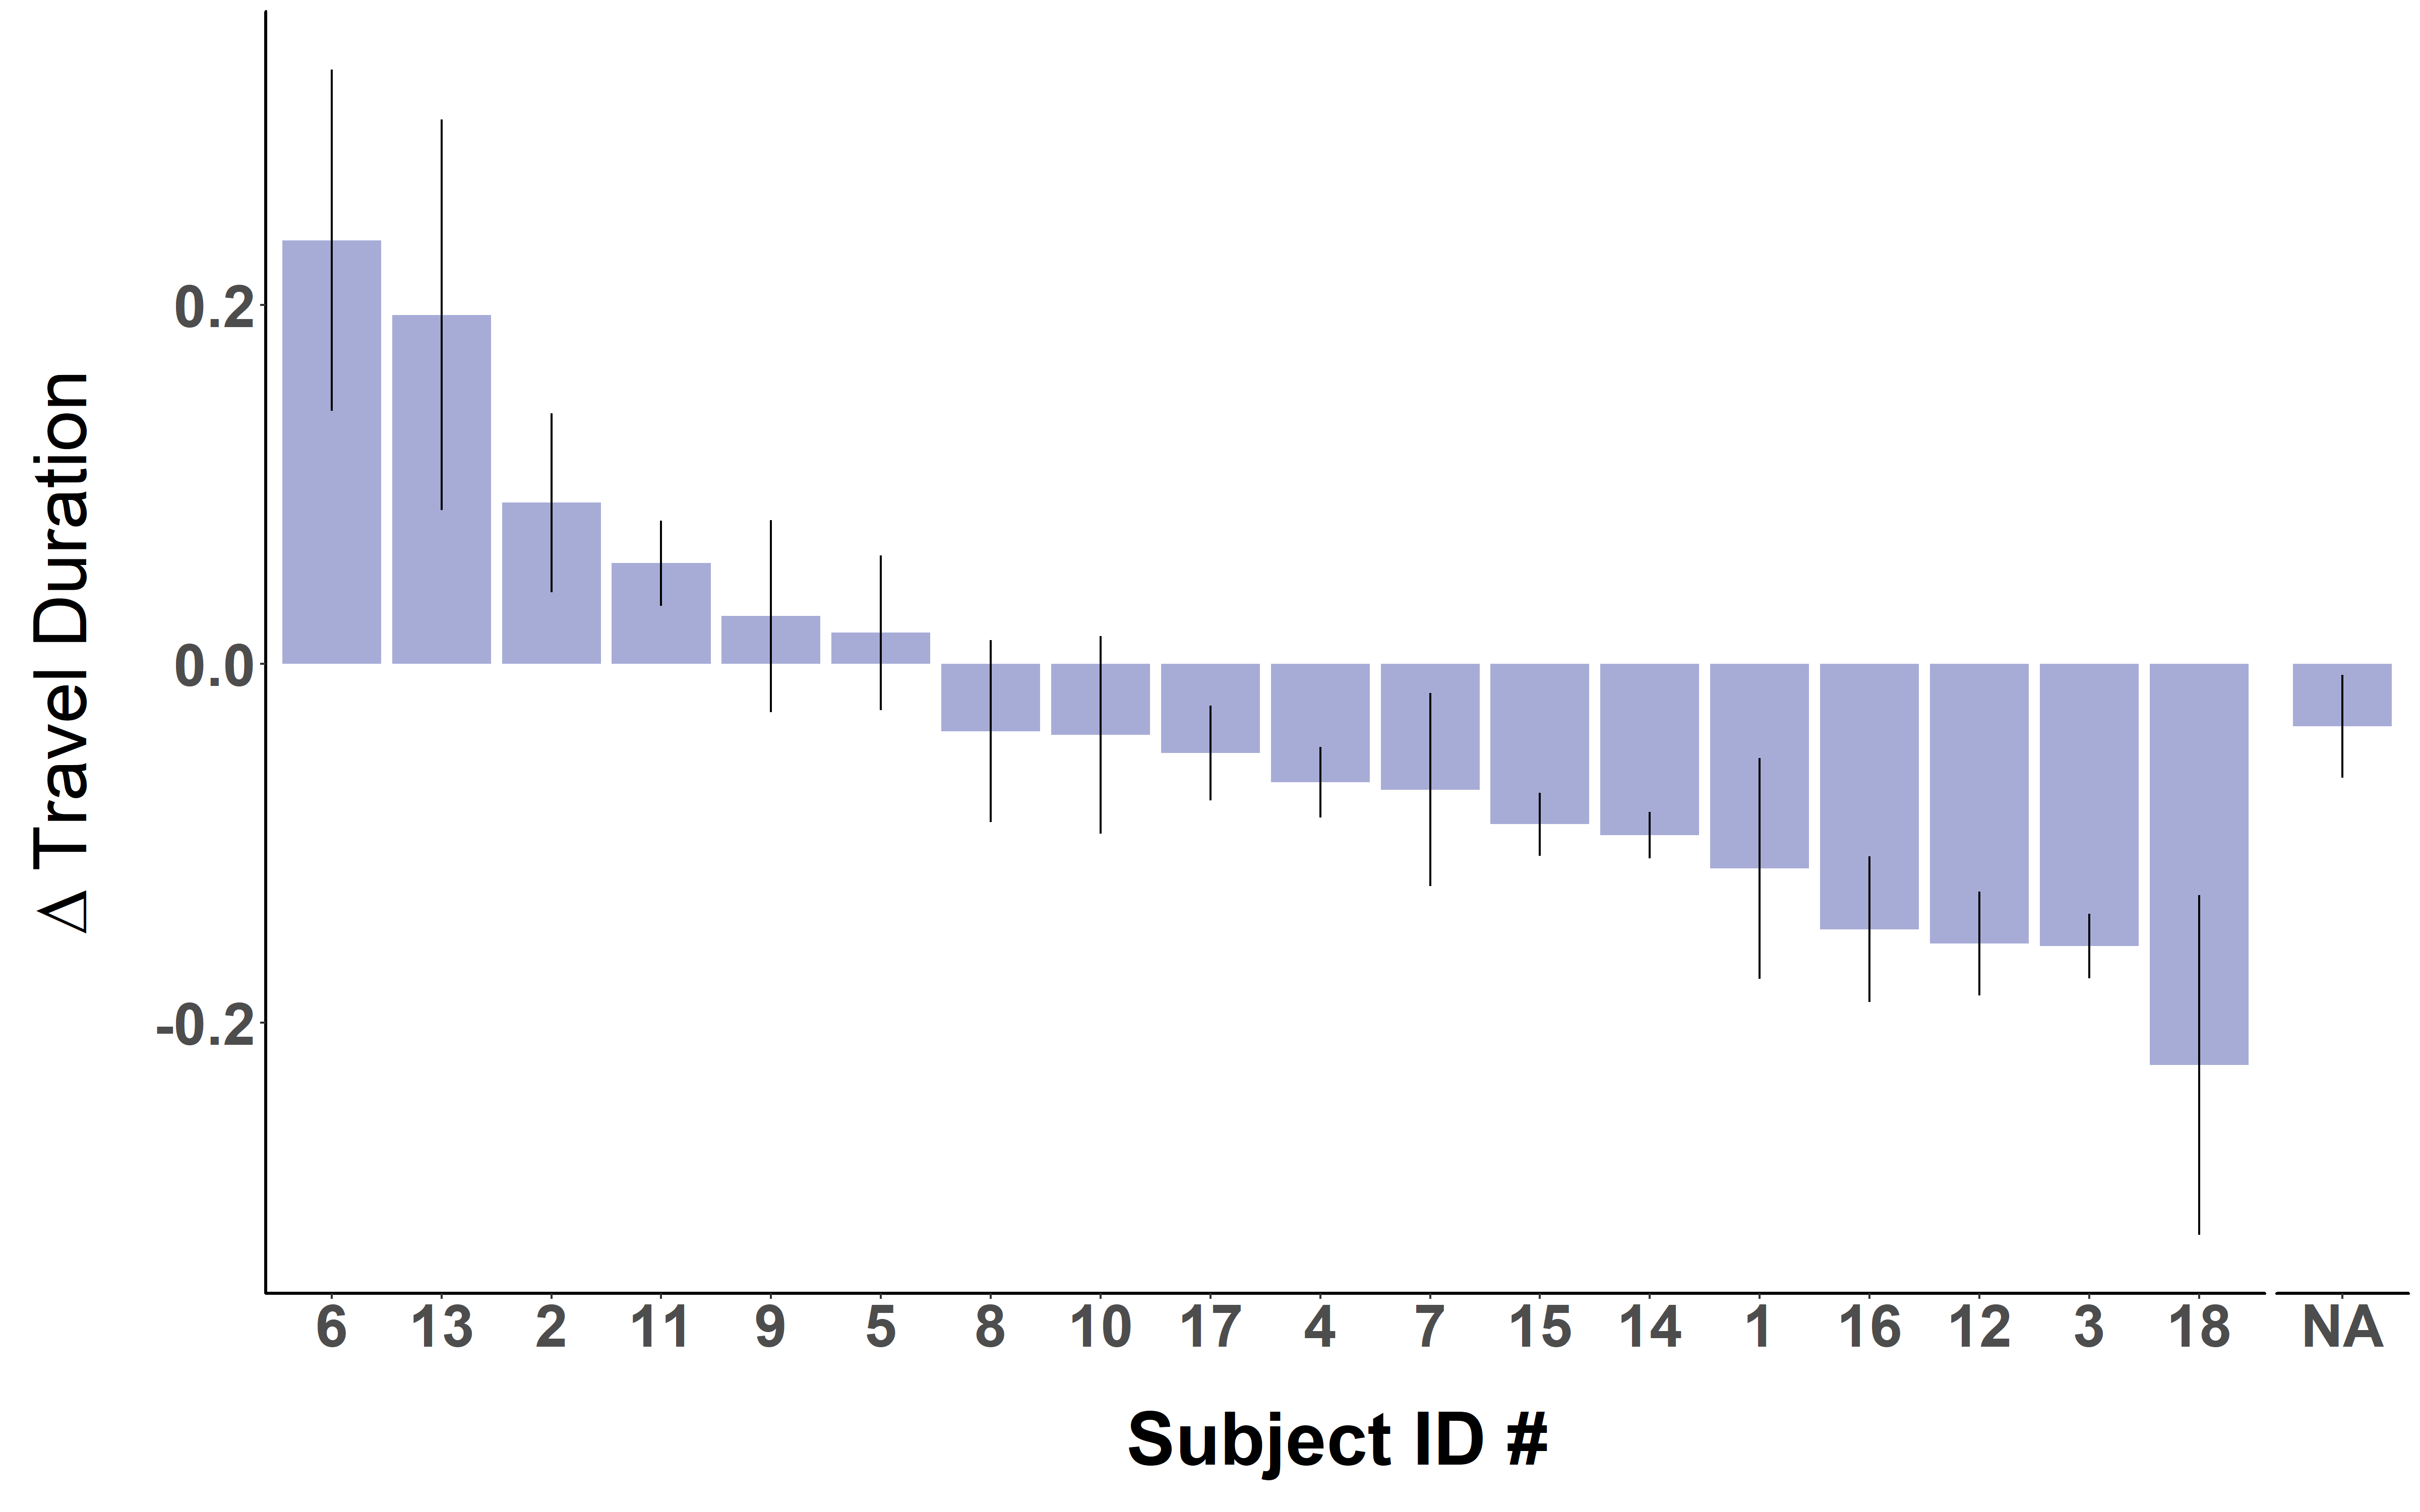 Δ Travel Duration
0.2
0.0
-0.2
6 13 2 11 9 5 8 10 17 4 7 15 14 1 16 12 3 18 NA
Subject ID #